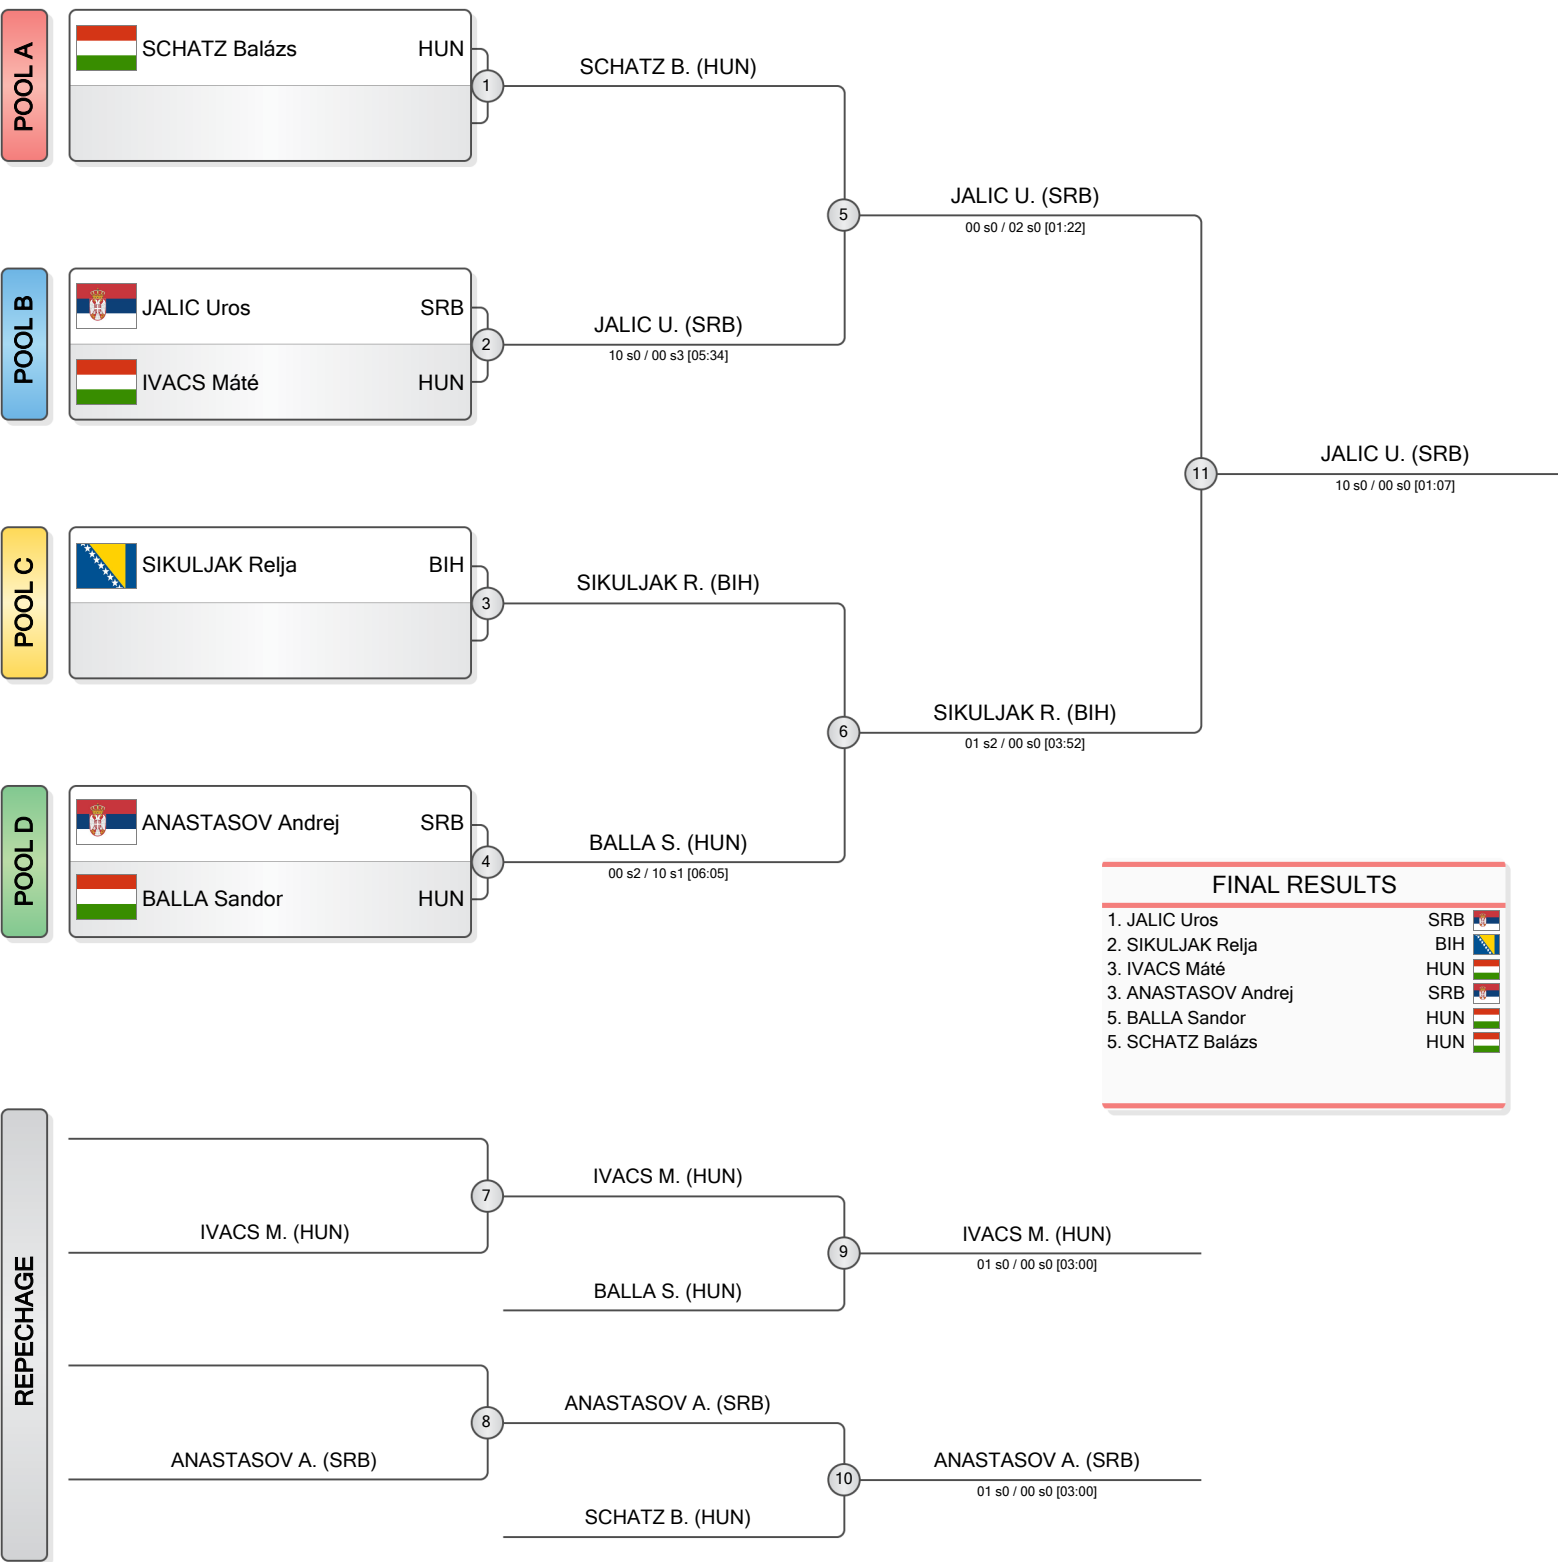 POOL A
SCHATZ Balázs HUN
1
SCHATZ B. (HUN)
5
JALIC U. (SRB)
00 s0 / 02 s0 [01:22]
POOL B
JALIC Uros SRB
IVACS Máté HUN
2
JALIC U. (SRB)
10 s0 / 00 s3 [05:34]
11
JALIC U. (SRB)
10 s0 / 00 s0 [01:07]
POOL C
SIKULJAK Relja BIH
3
SIKULJAK R. (BIH)
6
SIKULJAK R. (BIH)
01 s2 / 00 s0 [03:52]
POOL D
ANASTASOV Andrej SRB
BALLA Sandor HUN
4
BALLA S. (HUN)
00 s2 / 10 s1 [06:05]
FINAL RESULTS
1. JALIC Uros SRB
2. SIKULJAK Relja BIH
3. IVACS Máté HUN
3. ANASTASOV Andrej SRB
5. BALLA Sandor HUN
5. SCHATZ Balázs HUN
REPECHAGE
IVACS M. (HUN)
7
IVACS M. (HUN)
BALLA S. (HUN)
9
IVACS M. (HUN)
01 s0 / 00 s0 [03:00]
ANASTASOV A. (SRB)
8
ANASTASOV A. (SRB)
SCHATZ B. (HUN)
10
ANASTASOV A. (SRB)
01 s0 / 00 s0 [03:00]